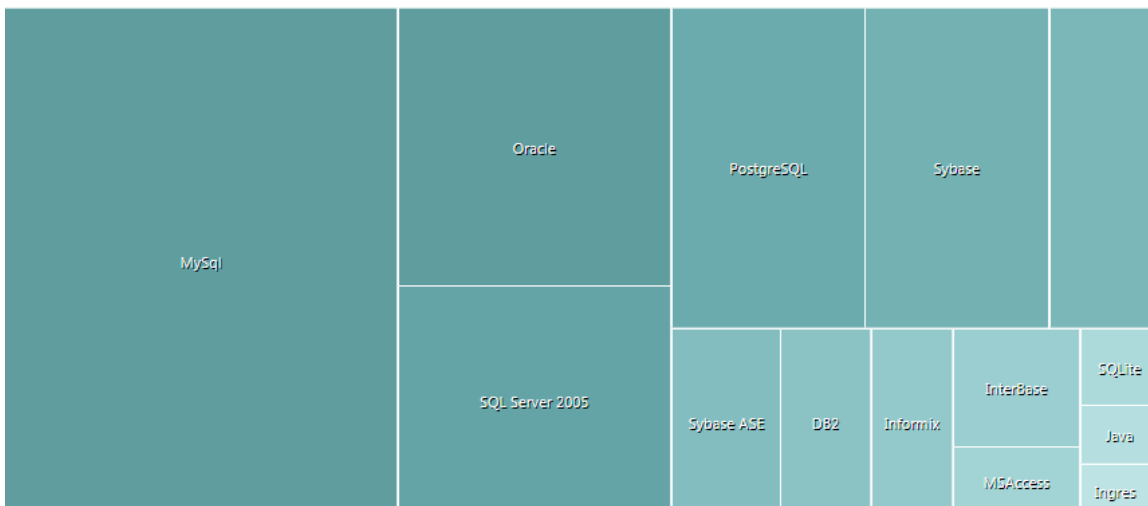 MySql
Oracle
SQL Server 2005
PostgreSQL
Sybase
Sybase ASE
DB2
Informix
InterBase
MSAccess
SQLite
Java
Ingres